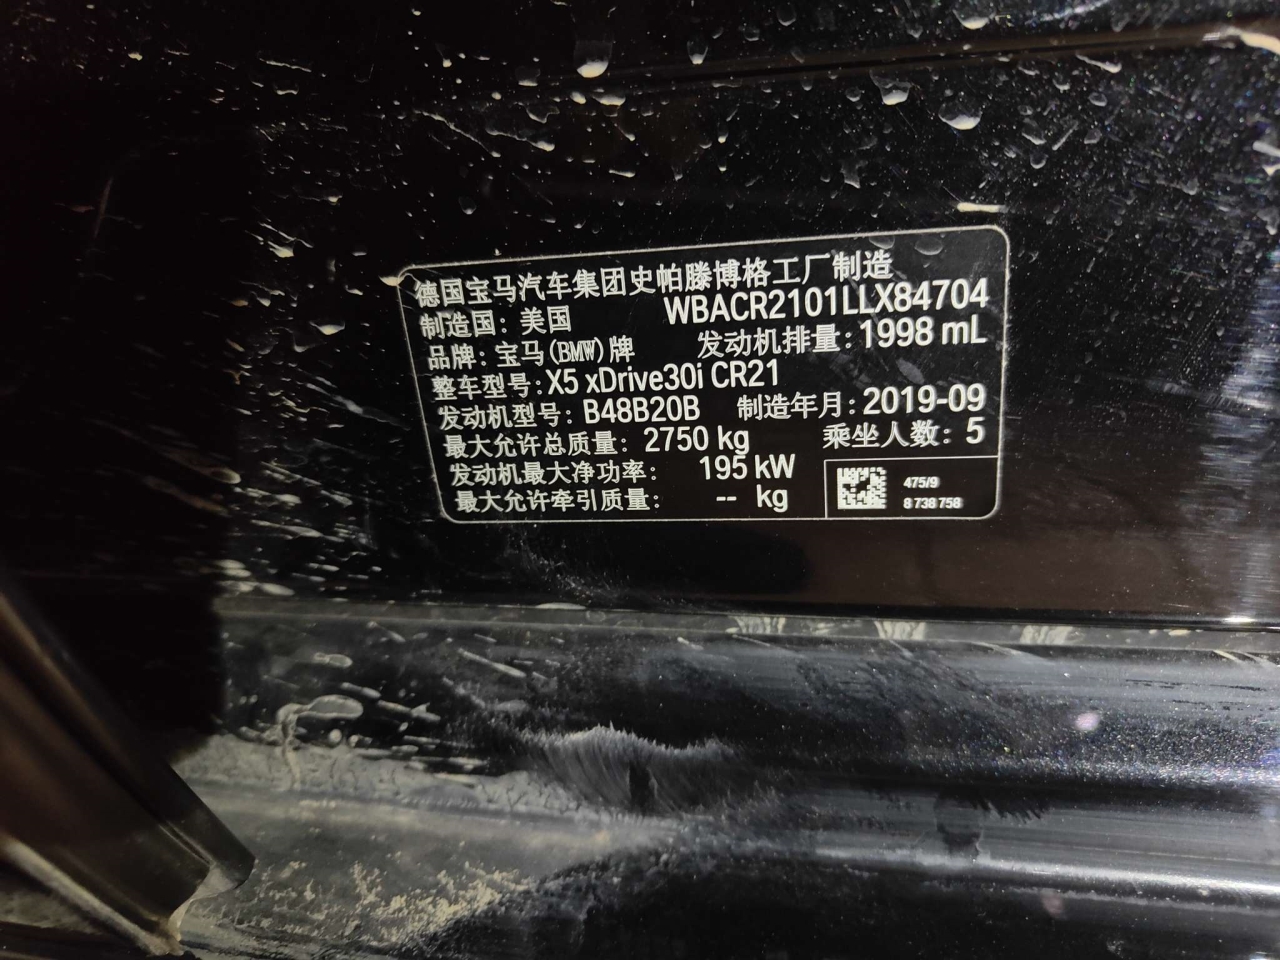 德国宝马汽车集团史帕滕博格工厂制造
制造国：美国 WBACR2101LLX84704
品牌：宝马(BMW)牌 发动机排量：1998 mL
整车型号：X5 xDrive30i CR21
发动机型号：B48B20B 制造年月：2019-09
最大允许总质量：2750 kg 乘坐人数：5
发动机最大净功率：195 kW
最大允许牵引质量：-- kg
475/9
8 738 758